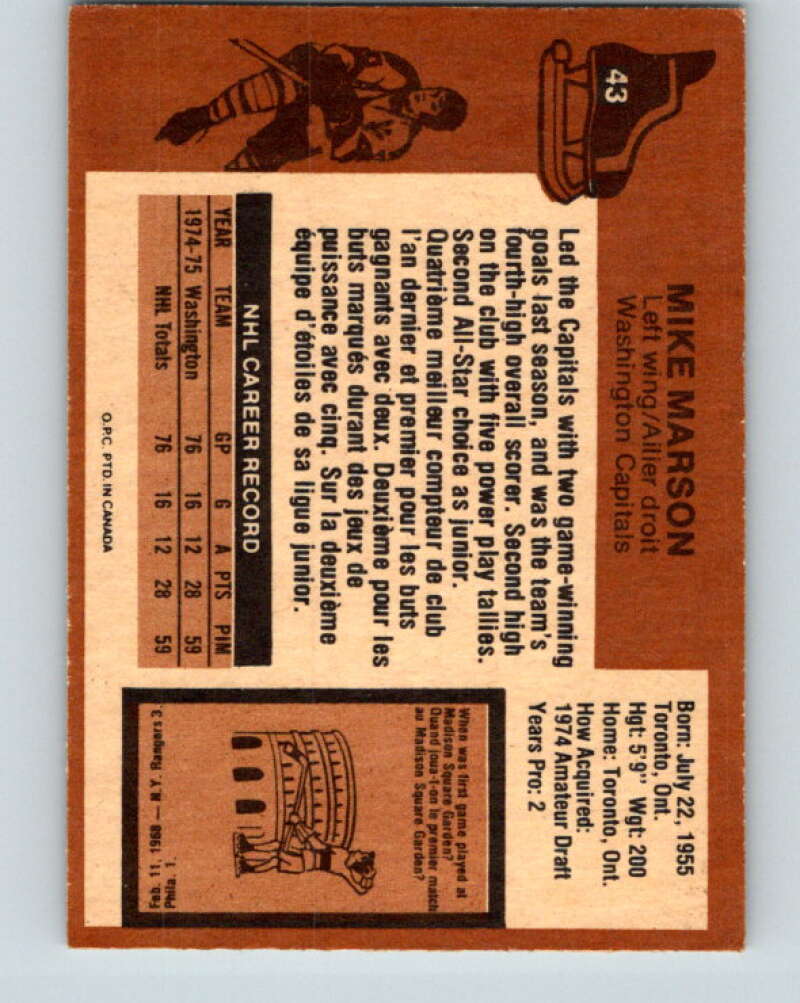 43
MIKE MARSON
Left wing/Ailier droit
Washington Capitals
Born: July 22, 1955
Toronto, Ont.
Hgt: 5'9" Wgt: 200
Home: Toronto, Ont.
How Acquired:
1974 Amateur Draft
Years Pro: 2
Led the Capitals with two game-winning
goals last season, and was the team's
fourth-high overall scorer. Second high
on the club with five power play tallies.
Second All-Star choice as junior.
Quatrième meilleur compteur de club
l'an dernier et premier pour les buts
gagnants avec deux. Deuxième pour les
buts marqués durant des jeux de
puissance avec cinq. Sur la deuxième
équipe d'étoiles de sa ligue junior.
NHL CAREER RECORD
YEAR TEAM GP G A PTS PIM
1974-75 Washington 76 16 12 28 59
NHL Totals 76 16 12 28 59
When was first game played at
Madison Square Garden?
Quand joua-t-on le premier match
au Madison Square Garden?
Feb. 11, 1968 — N.Y. Rangers 3,
Phila. 1
O.P.C. PTD. IN CANADA